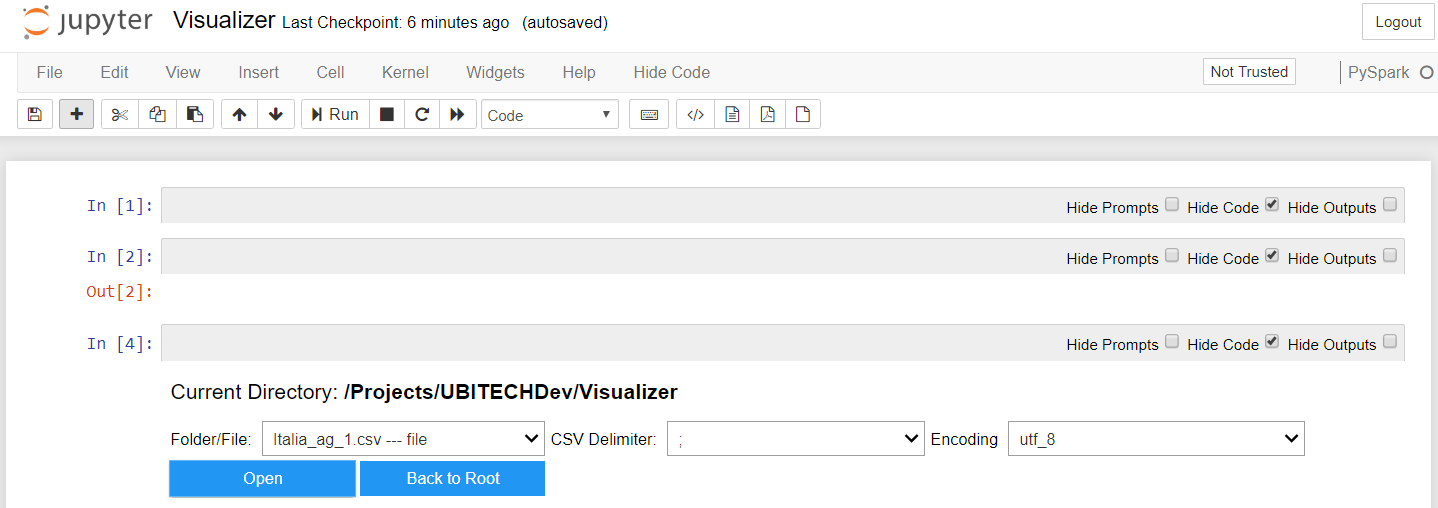 jupyter Visualizer Last Checkpoint: 6 minutes ago (autosaved) Logout
File Edit View Insert Cell Kernel Widgets Help Hide Code Not Trusted PySpark
Run Code
In [1]: Hide Prompts Hide Code Hide Outputs
In [2]: Hide Prompts Hide Code Hide Outputs
Out[2]:
In [4]: Hide Prompts Hide Code Hide Outputs
Current Directory: /Projects/UBITECHDev/Visualizer
Folder/File: Italia_ag_1.csv --- file CSV Delimiter: ; Encoding utf_8
Open Back to Root